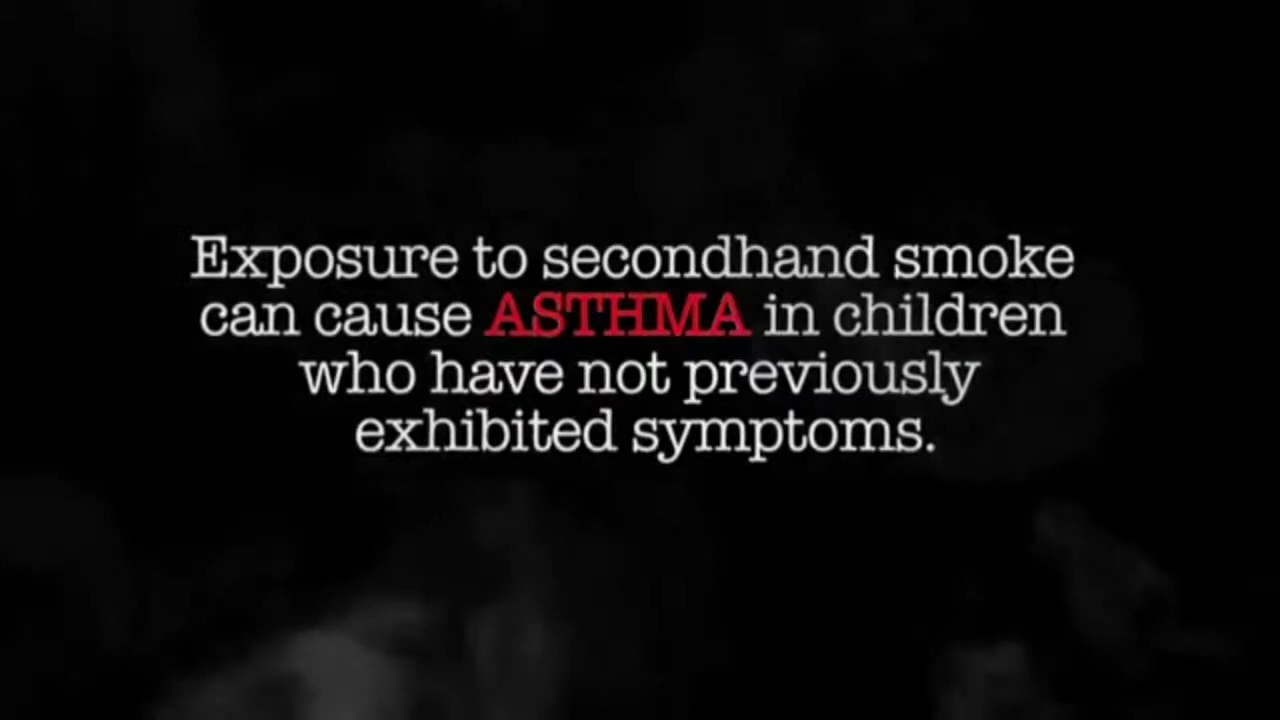 Exposure to secondhand smoke
can cause ASTHMA in children
who have not previously
exhibited symptoms.